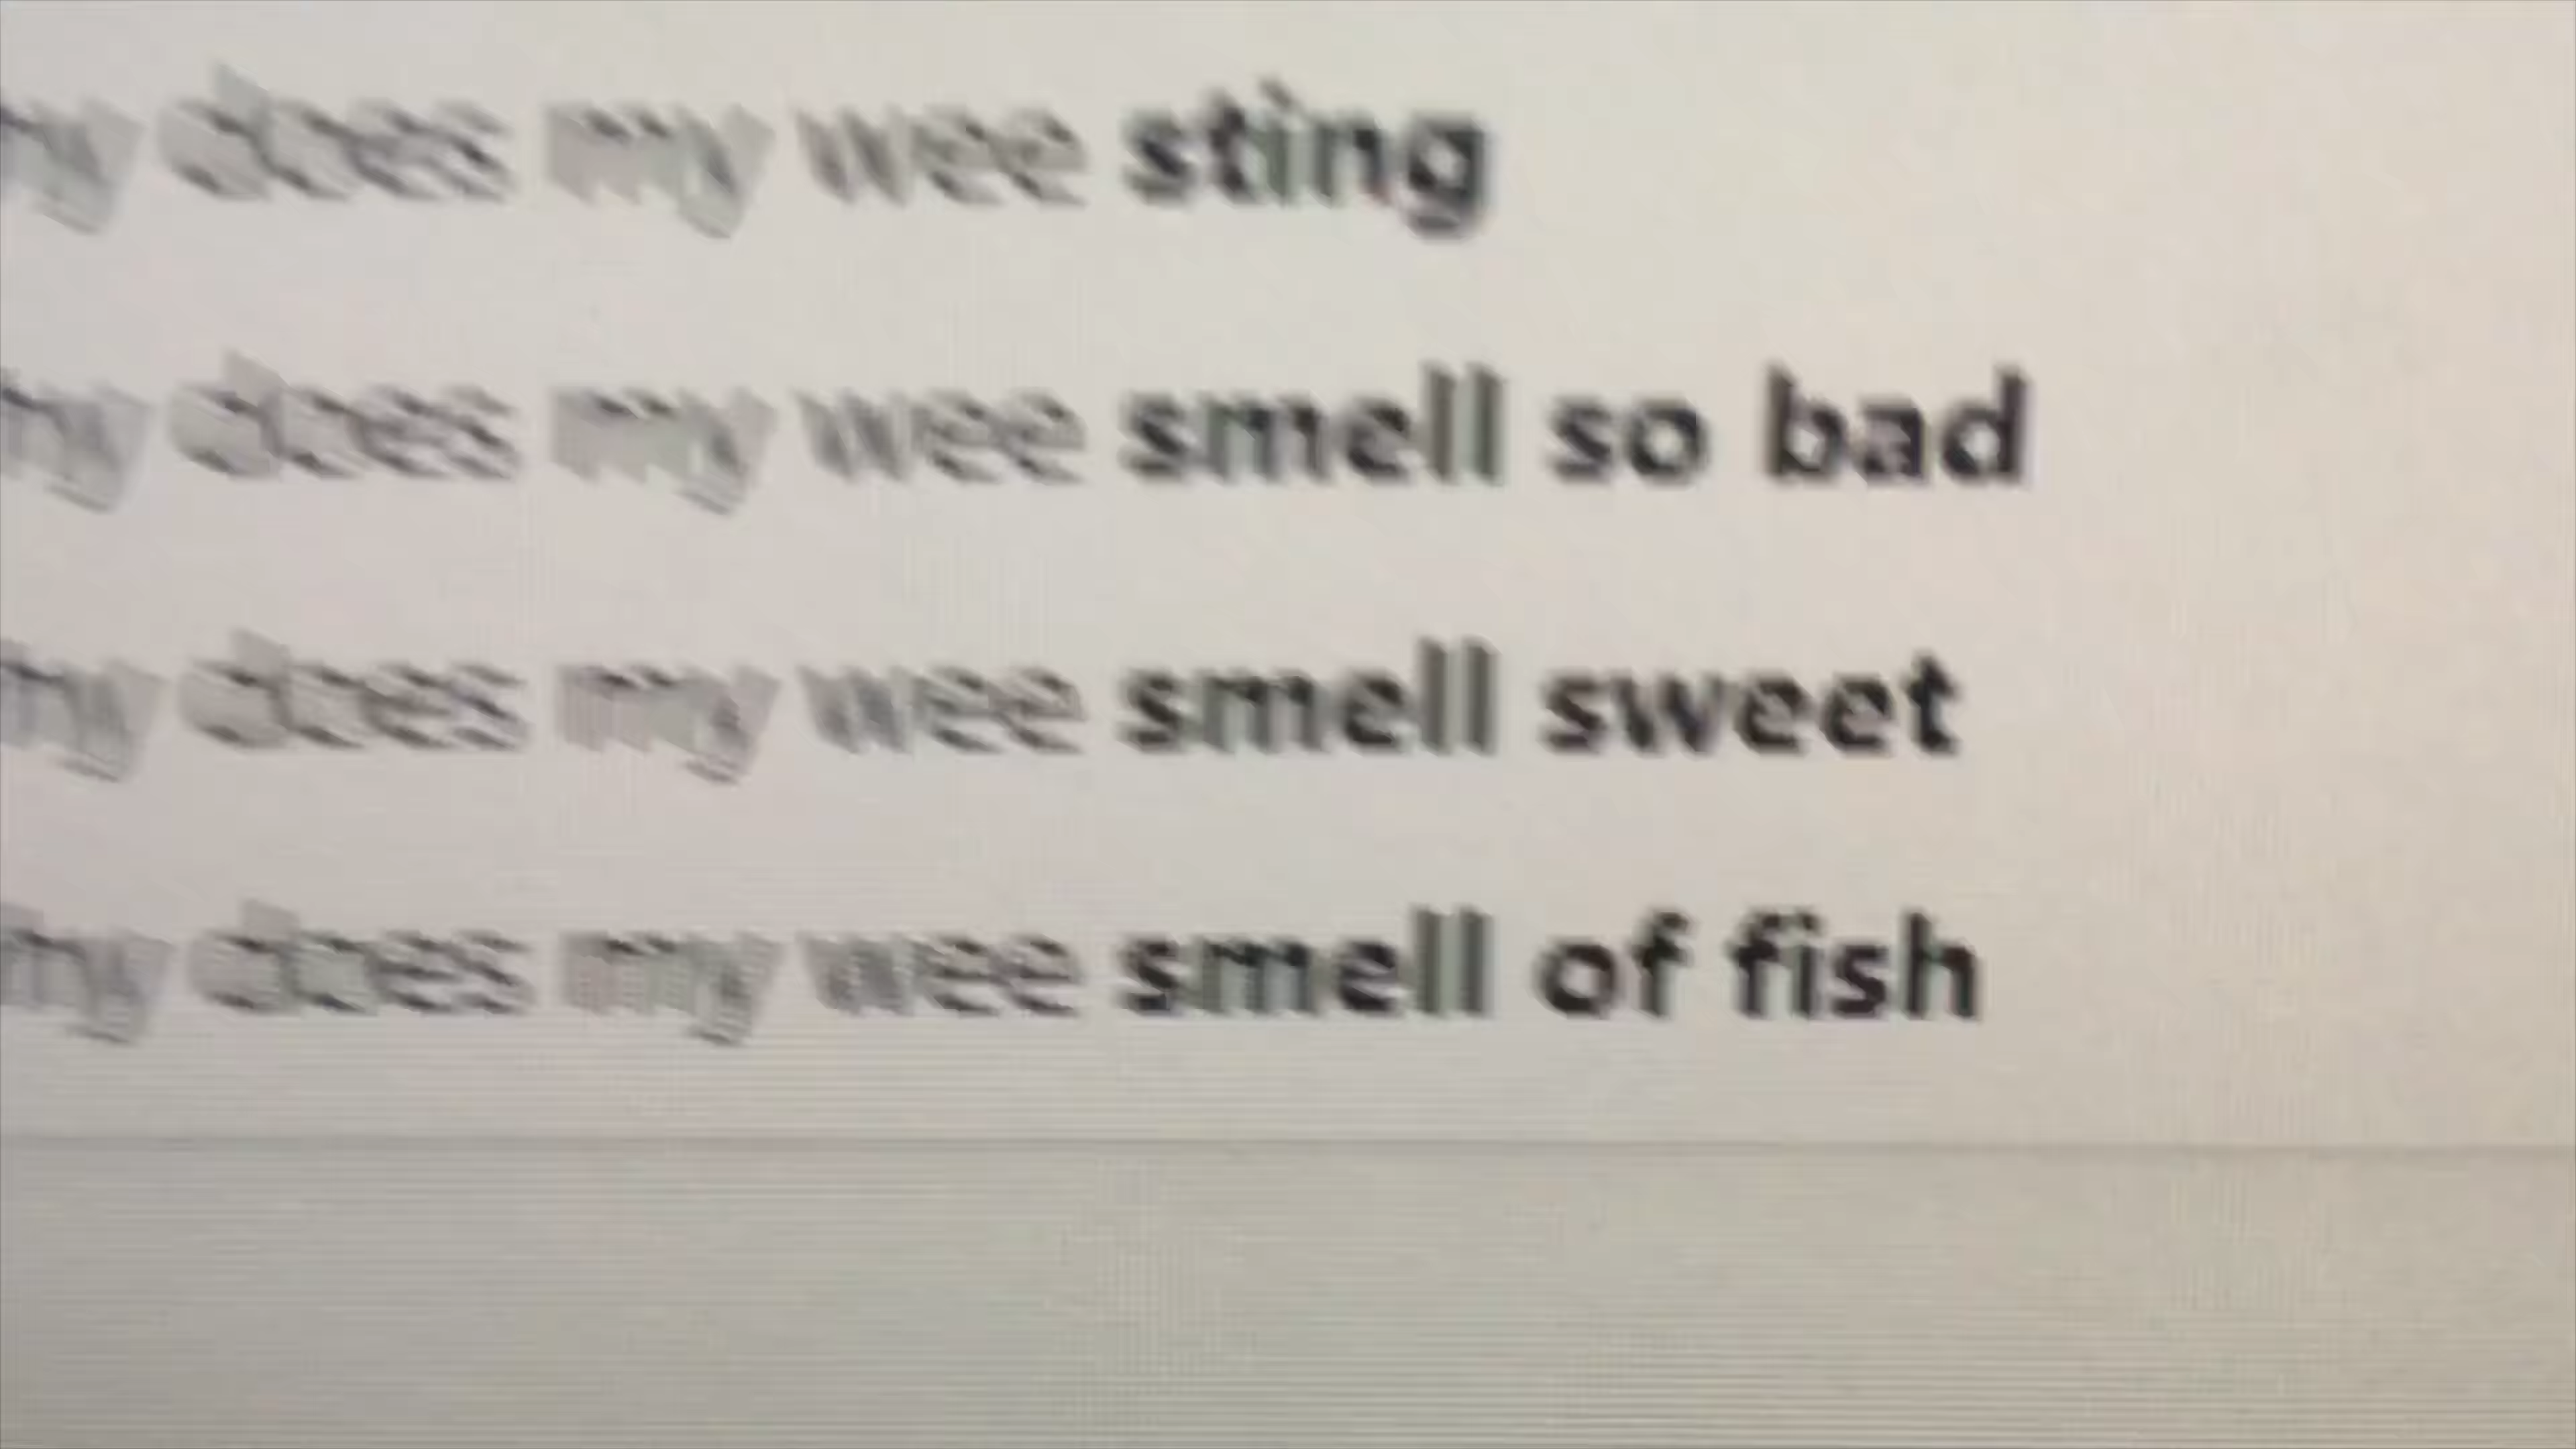 does my wee sting
does my wee smell so bad
does my wee smell sweet
does my wee smell of fish